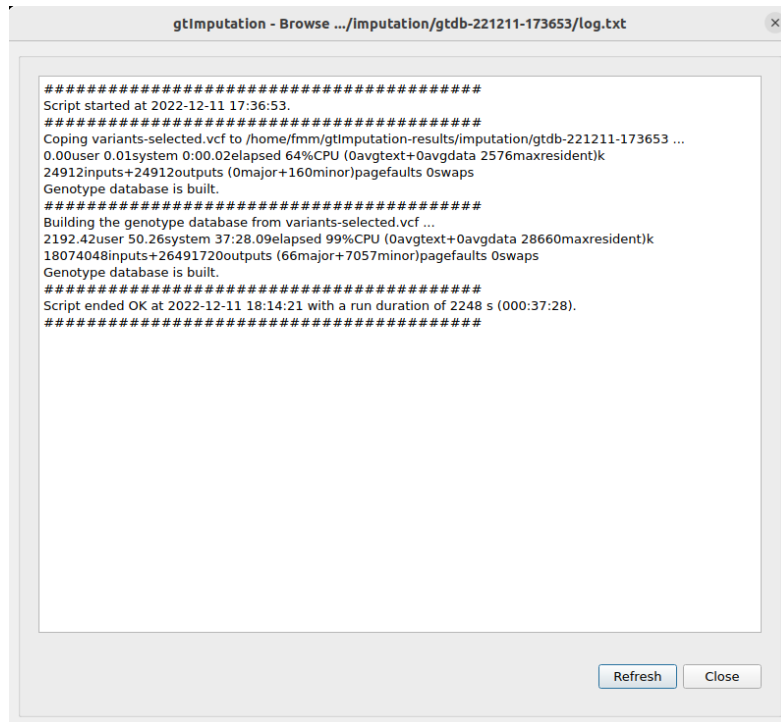 gtImputation - Browse .../imputation/gtdb-221211-173653/log.txt
#########################################
Script started at 2022-12-11 17:36:53.
#########################################
Coping variants-selected.vcf to /home/fmm/gtImputation-results/imputation/gtdb-221211-173653 ...
0.00user 0.01system 0:00.02elapsed 64%CPU (0avgtext+0avgdata 2576maxresident)k
24912inputs+24912outputs (0major+160minor)pagefaults 0swaps
Genotype database is built.
#########################################
Building the genotype database from variants-selected.vcf ...
2192.42user 50.26system 37:28.09elapsed 99%CPU (0avgtext+0avgdata 28660maxresident)k
18074048inputs+26491720outputs (66major+7057minor)pagefaults 0swaps
Genotype database is built.
#########################################
Script ended OK at 2022-12-11 18:14:21 with a run duration of 2248 s (000:37:28).
#########################################
Refresh Close